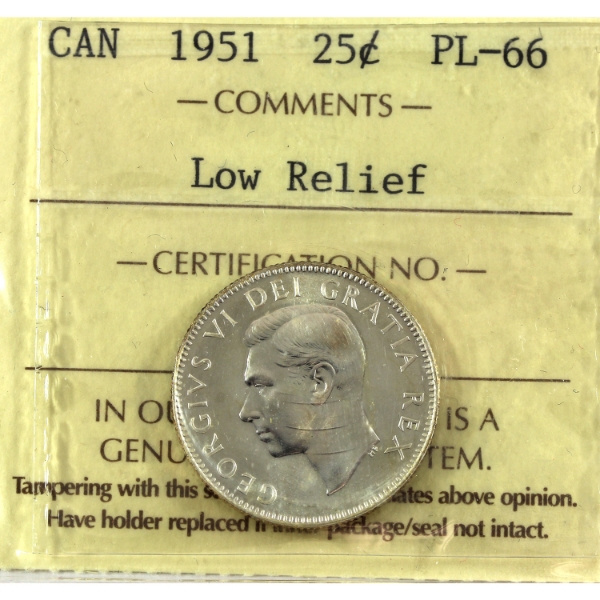 CAN 1951 25¢ PL-66
— COMMENTS —
Low Relief
— CERTIFICATION NO. —
GEORGIVS VI DEI GRATIA REX
IN IS A
TEM.
Tampering with this above opinion.
Have holder replaced package/seal not intact.